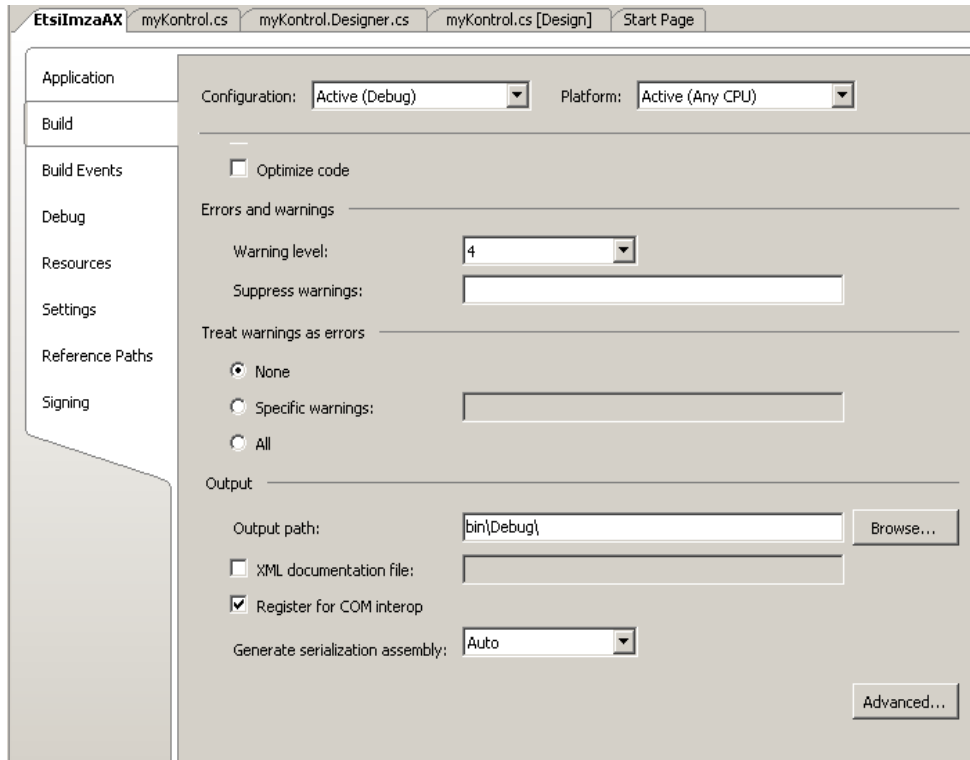 EtsiImzaAX myKontrol.cs myKontrol.Designer.cs myKontrol.cs [Design] Start Page
Application
Build
Build Events
Debug
Resources
Settings
Reference Paths
Signing
Configuration: Active (Debug) Platform: Active (Any CPU)
Optimize code
Errors and warnings
Warning level: 4
Suppress warnings:
Treat warnings as errors
None
Specific warnings:
All
Output
Output path: bin\Debug\ Browse...
XML documentation file:
Register for COM interop
Generate serialization assembly: Auto
Advanced...